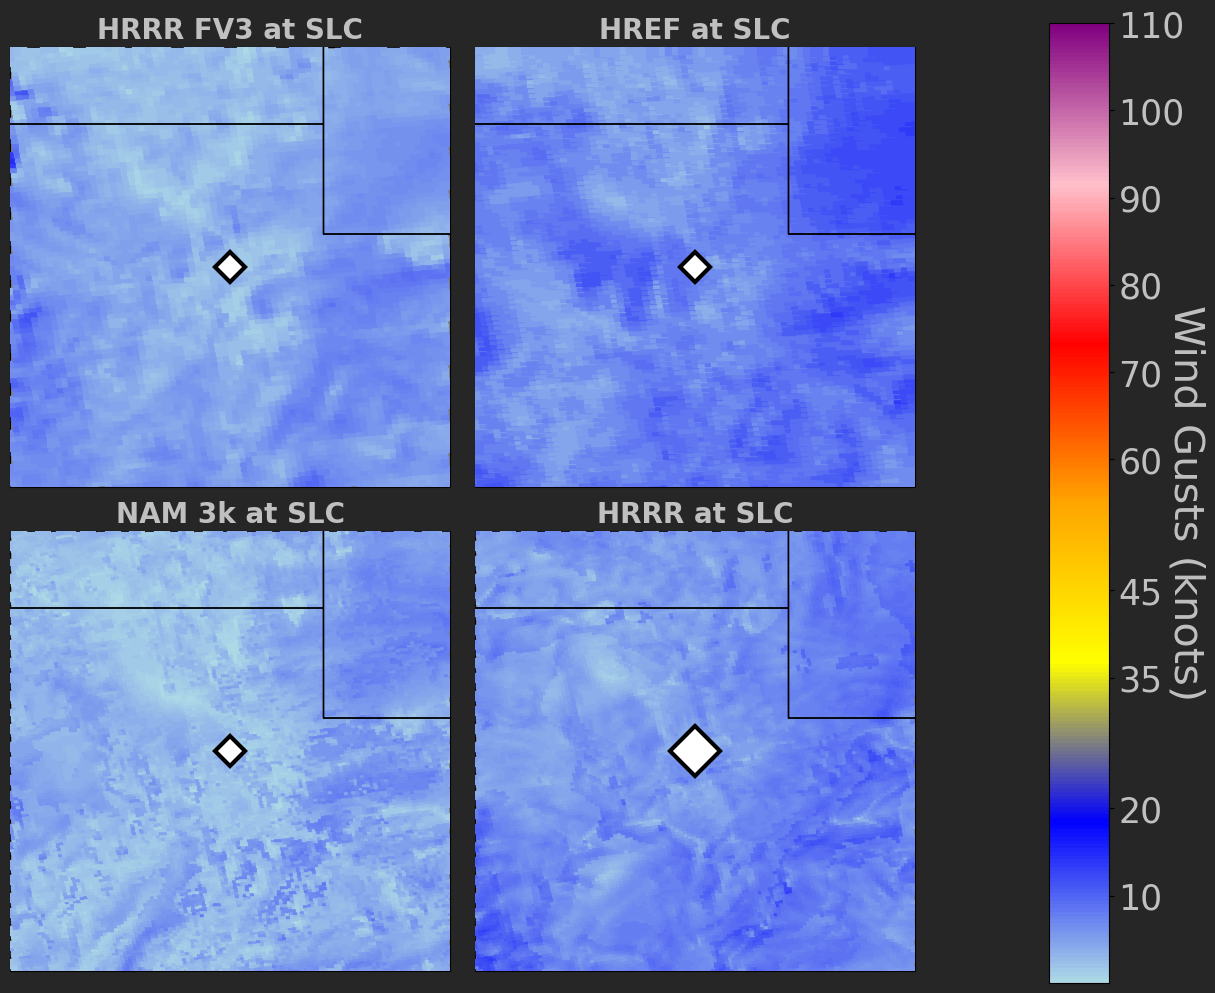 HRRR FV3 at SLC
HREF at SLC
NAM 3k at SLC
HRRR at SLC
110
100
90
80
70
60
45
35
20
10
Wind Gusts (knots)